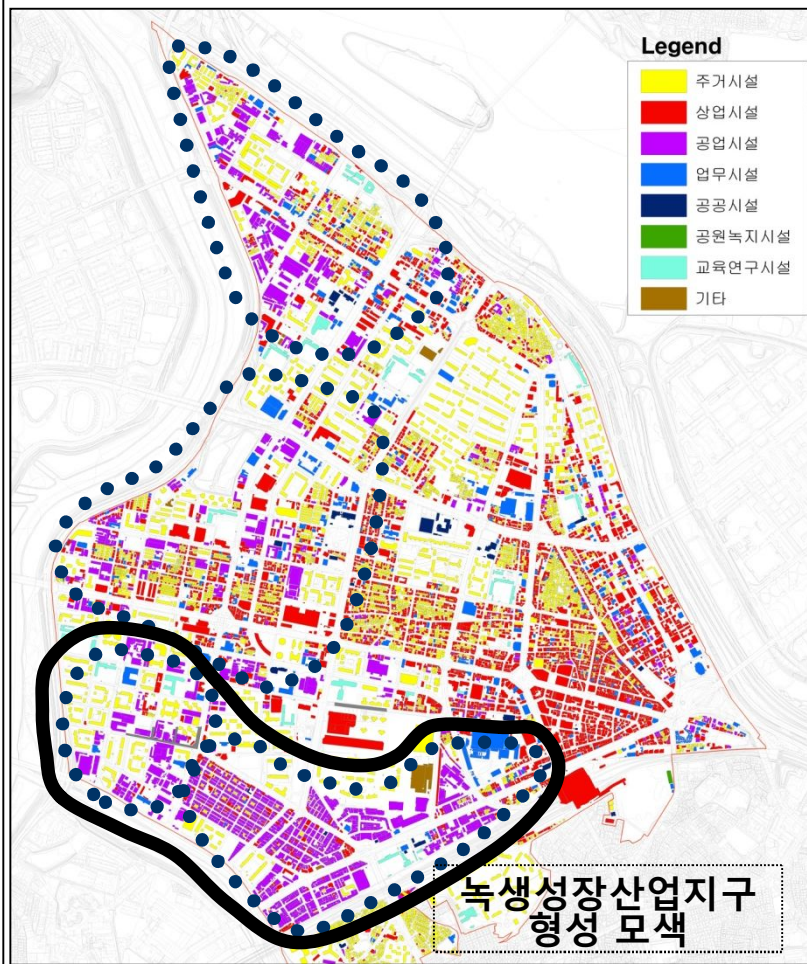 Legend
주거시설
상업시설
공업시설
업무시설
공공시설
공원녹지시설
교육연구시설
기타
녹생성장산업지구
형성 모색